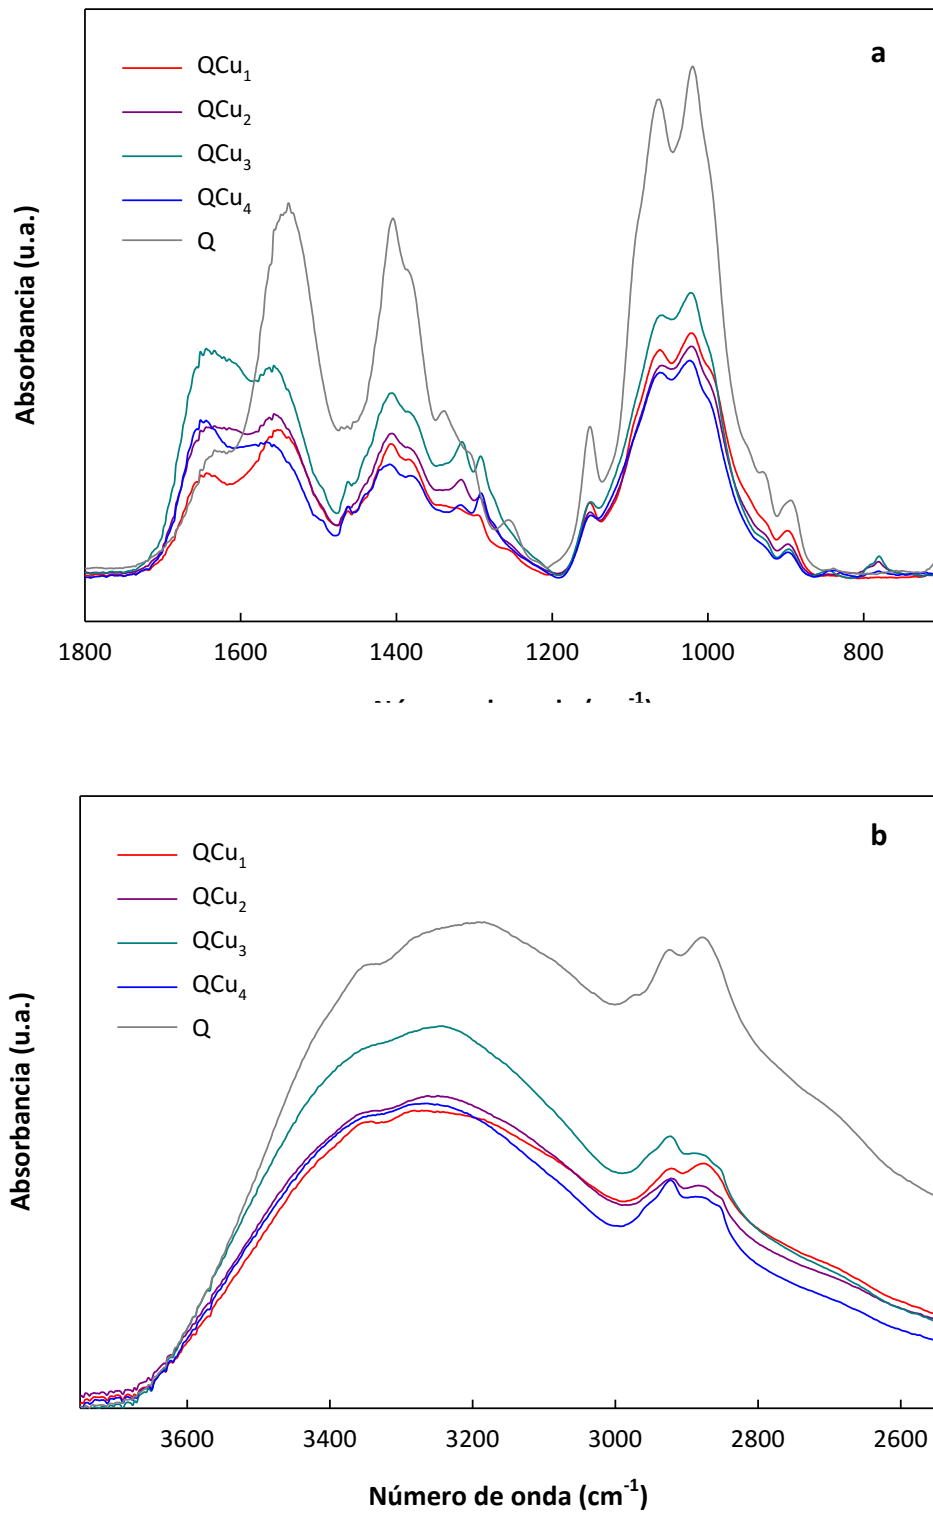 a
QCu₁
QCu₂
QCu₃
QCu₄
Q
Absorbancia (u.a.)
1800 1600 1400 1200 1000 800
b
QCu₁
QCu₂
QCu₃
QCu₄
Q
Absorbancia (u.a.)
3600 3400 3200 3000 2800 2600
Número de onda (cm⁻¹)